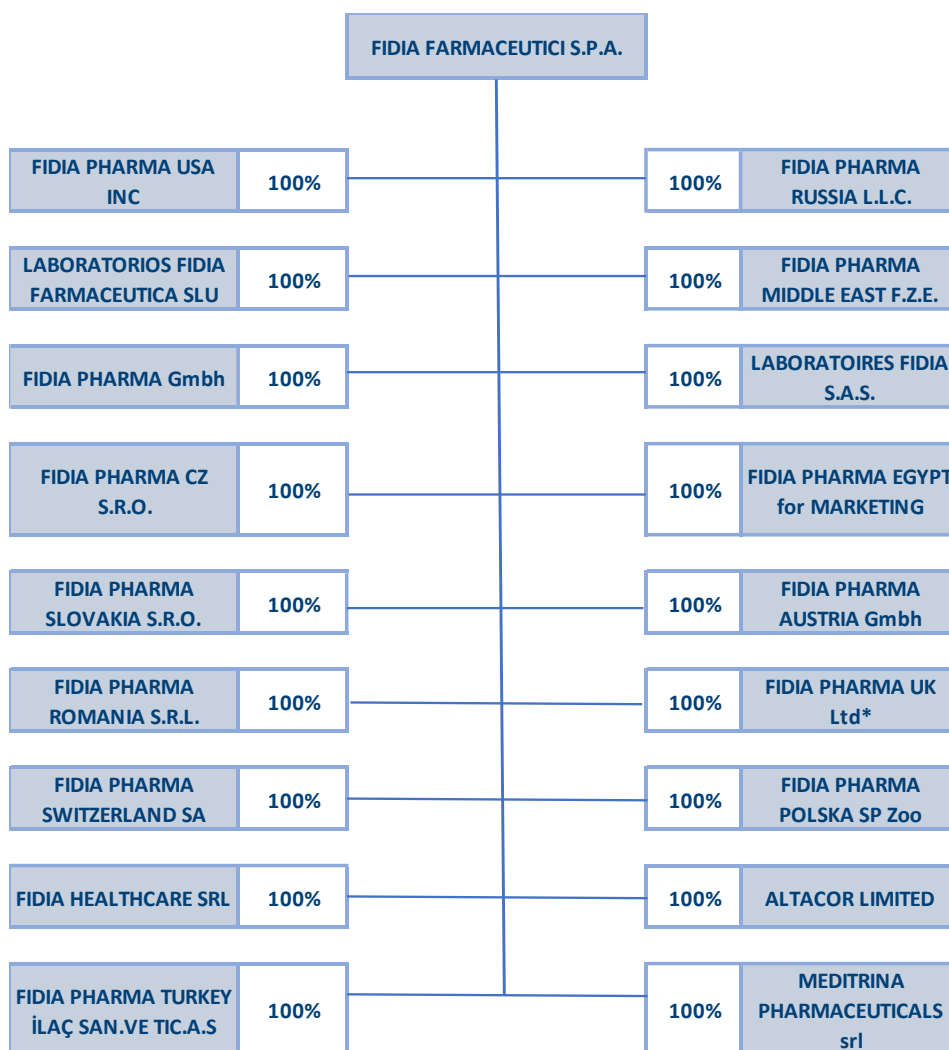 FIDIA FARMACEUTICI S.P.A.
FIDIA PHARMA USA
INC
100%
100%
FIDIA PHARMA
RUSSIA L.L.C.
LABORATORIOS FIDIA
FARMACEUTICA SLU
100%
100%
FIDIA PHARMA
MIDDLE EAST F.Z.E.
FIDIA PHARMA Gmbh
100%
100%
LABORATOIRES FIDIA
S.A.S.
FIDIA PHARMA CZ
S.R.O.
100%
100%
FIDIA PHARMA EGYPT
for MARKETING
FIDIA PHARMA
SLOVAKIA S.R.O.
100%
100%
FIDIA PHARMA
AUSTRIA Gmbh
FIDIA PHARMA
ROMANIA S.R.L.
100%
100%
FIDIA PHARMA UK
Ltd*
FIDIA PHARMA
SWITZERLAND SA
100%
100%
FIDIA PHARMA
POLSKA SP Zoo
FIDIA HEALTHCARE SRL
100%
100%
ALTACOR LIMITED
FIDIA PHARMA TURKEY
İLAÇ SAN.VE TIC.A.S
100%
100%
MEDITRINA
PHARMACEUTICALS
srl